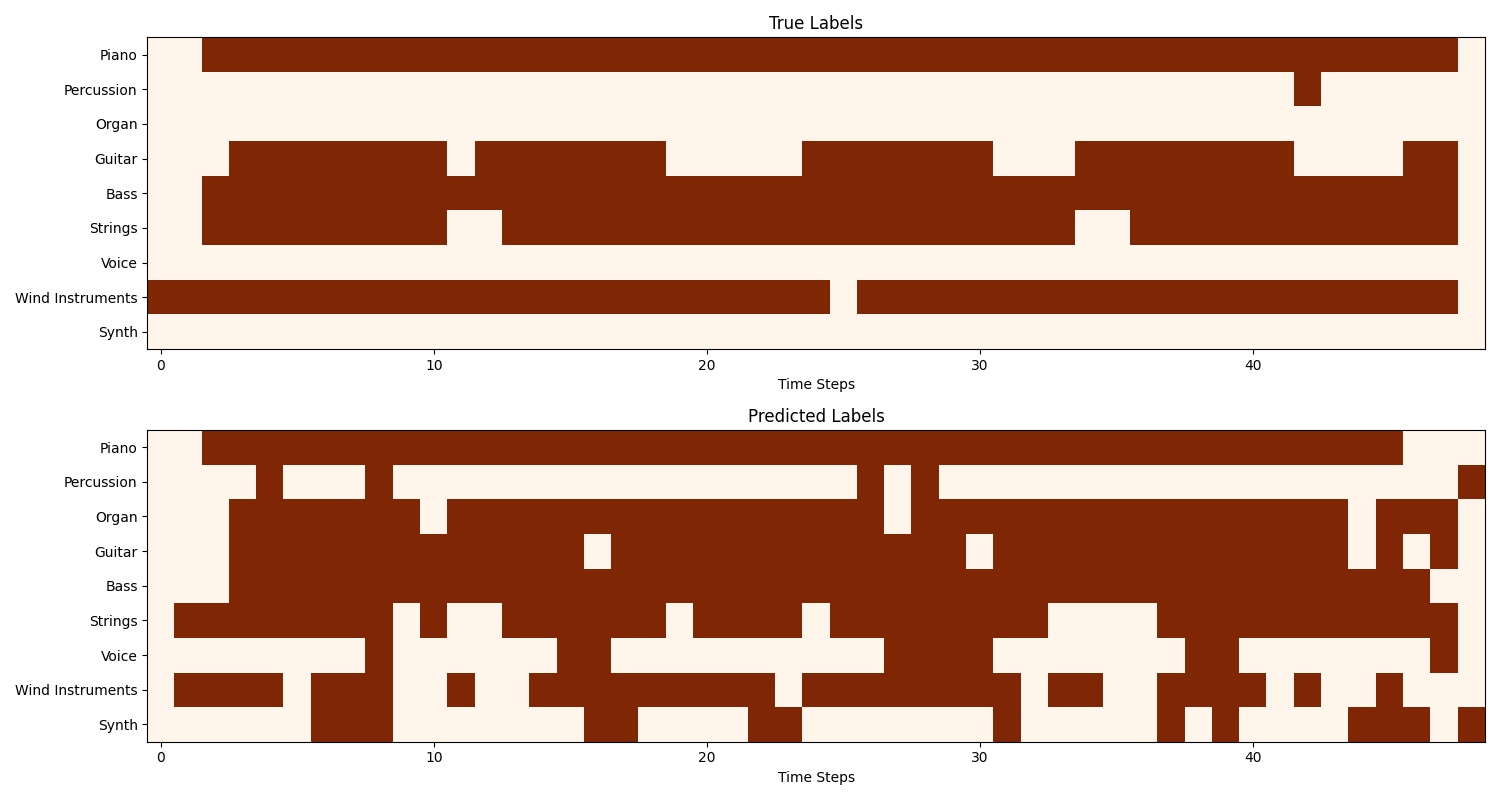 True Labels
Piano
Percussion
Organ
Guitar
Bass
Strings
Voice
Wind Instruments
Synth
0 10 20 30 40
Time Steps
Predicted Labels
Piano
Percussion
Organ
Guitar
Bass
Strings
Voice
Wind Instruments
Synth
0 10 20 30 40
Time Steps